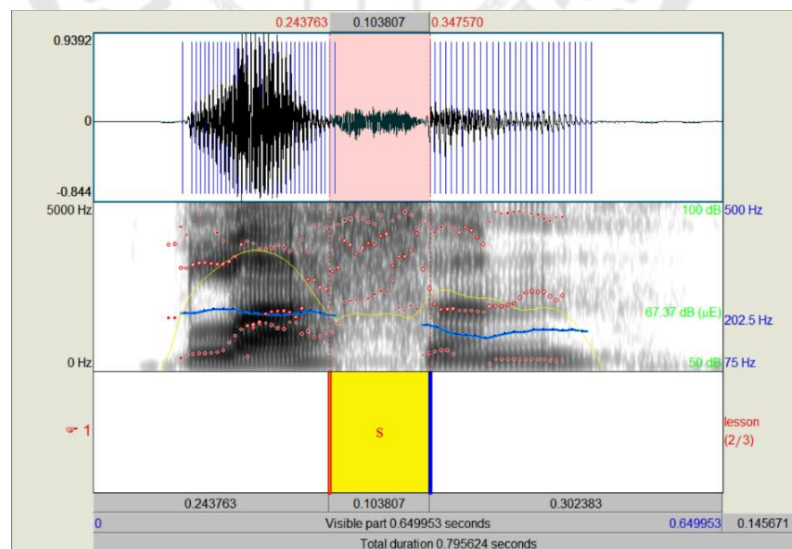 0.243763 0.103807 0.347570
0.9392
0
-0.844
5000 Hz 100 dB 500 Hz
67.37 dB (µE)
202.5 Hz
0 Hz 50 dB 75 Hz
1 s lesson
(2/3)
0.243763 0.103807 0.302383
0 Visible part 0.649953 seconds 0.649953 0.145671
Total duration 0.795624 seconds